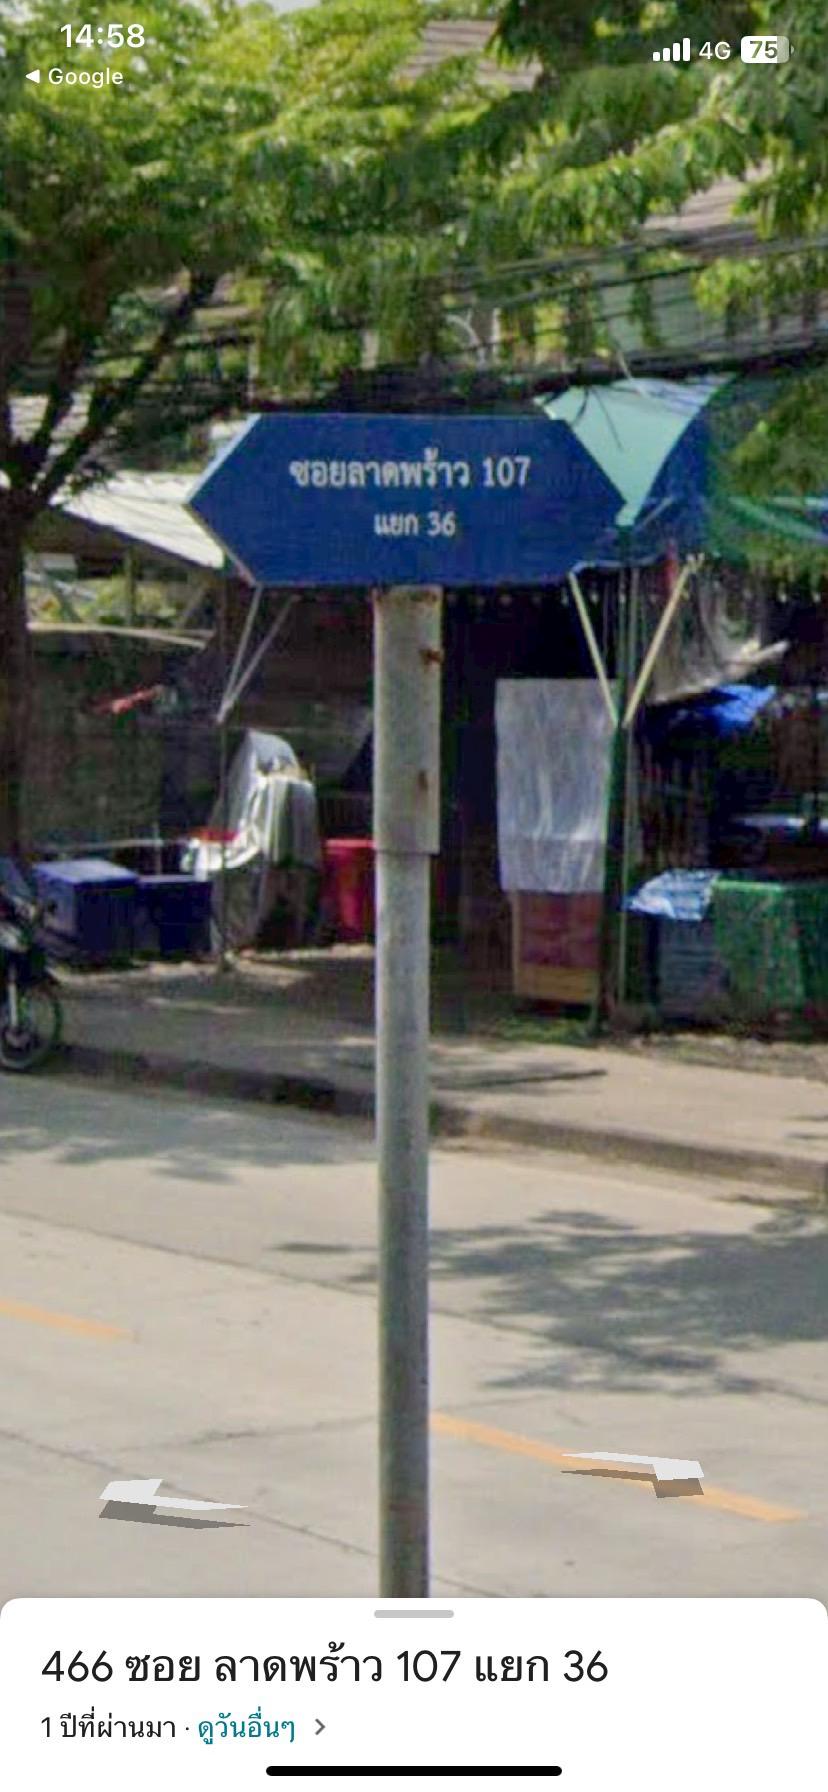 14:58
4G 75
◀ Google
ซอยลาดพร้าว 107
แยก 36
466 ซอย ลาดพร้าว 107 แยก 36
1 ปีที่ผ่านมา · ดูวันอื่นๆ >